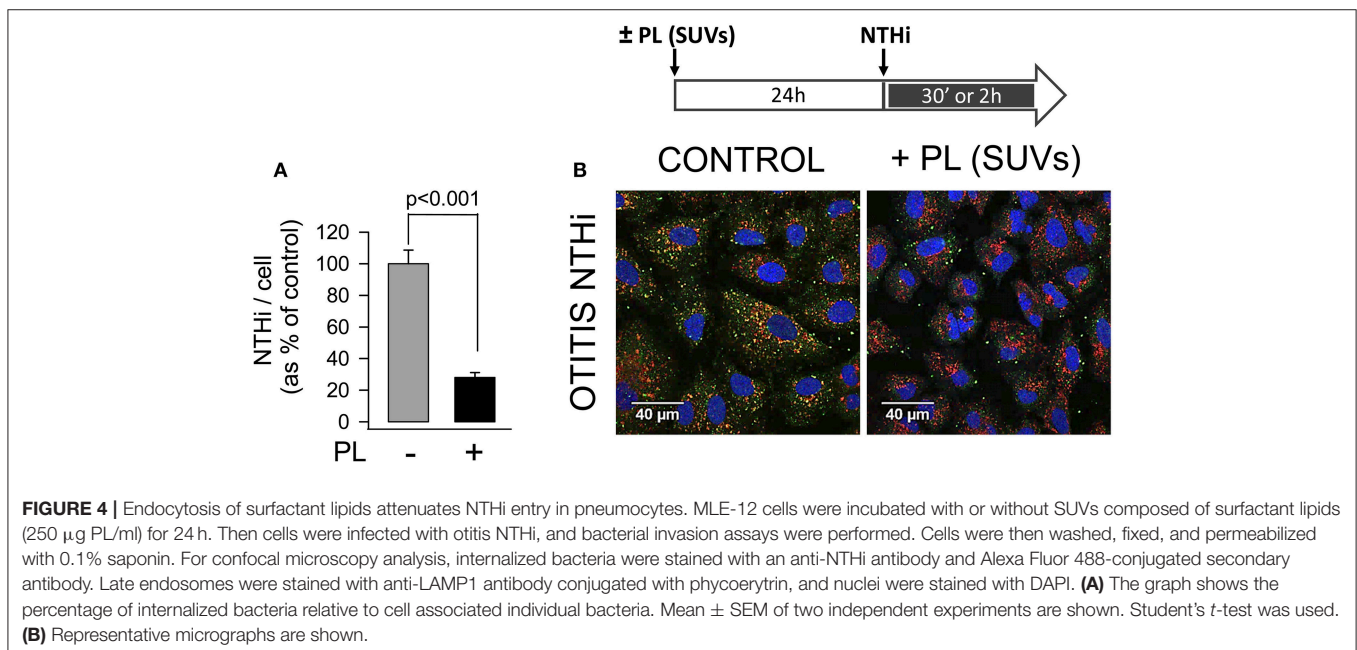 ± PL (SUVs) NTHi
24h 30' or 2h
A
p<0.001
NTHi / cell
(as % of control)
120
100
80
60
40
20
0
PL - +
B
CONTROL + PL (SUVs)
OTITIS NTHi
40 µm 40 µm
FIGURE 4 | Endocytosis of surfactant lipids attenuates NTHi entry in pneumocytes. MLE-12 cells were incubated with or without SUVs composed of surfactant lipids
(250 µg PL/ml) for 24 h. Then cells were infected with otitis NTHi, and bacterial invasion assays were performed. Cells were then washed, fixed, and permeabilized
with 0.1% saponin. For confocal microscopy analysis, internalized bacteria were stained with an anti-NTHi antibody and Alexa Fluor 488-conjugated secondary
antibody. Late endosomes were stained with anti-LAMP1 antibody conjugated with phycoerytrin, and nuclei were stained with DAPI. (A) The graph shows the
percentage of internalized bacteria relative to cell associated individual bacteria. Mean ± SEM of two independent experiments are shown. Student's t-test was used.
(B) Representative micrographs are shown.